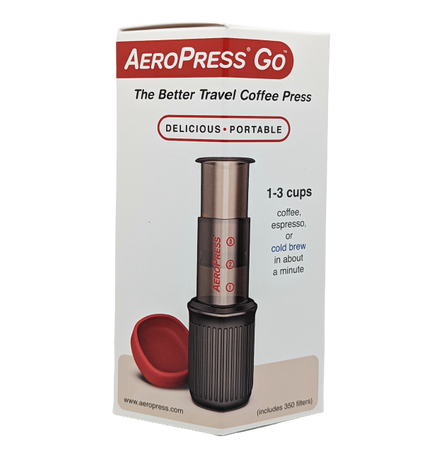 AEROPRESS® GO™
The Better Travel Coffee Press
DELICIOUS • PORTABLE
1-3 cups
coffee,
espresso,
or
cold brew
in about
a minute
AEROPRESS®
3
2
1
www.aeropress.com
(includes 350 filters)